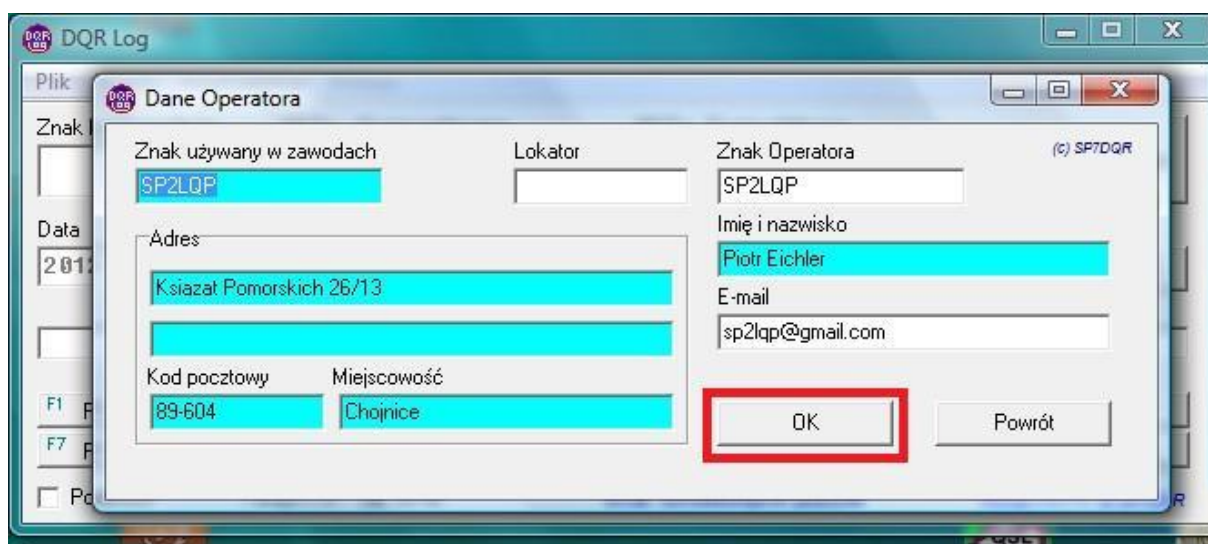 DQR Log
Plik
Dane Operatora
Znak
Znak używany w zawodach
Lokator
Znak Operatora
(c) SP7DQR
SP2LQP
SP2LQP
Imię i nazwisko
Data
Adres
Piotr Eichler
Ksiazat Pomorskich 26/13
E-mail
sp2lqp@gmail.com
Kod pocztowy
Miejscowość
89-604
Chojnice
F1
OK
Powrót
F7